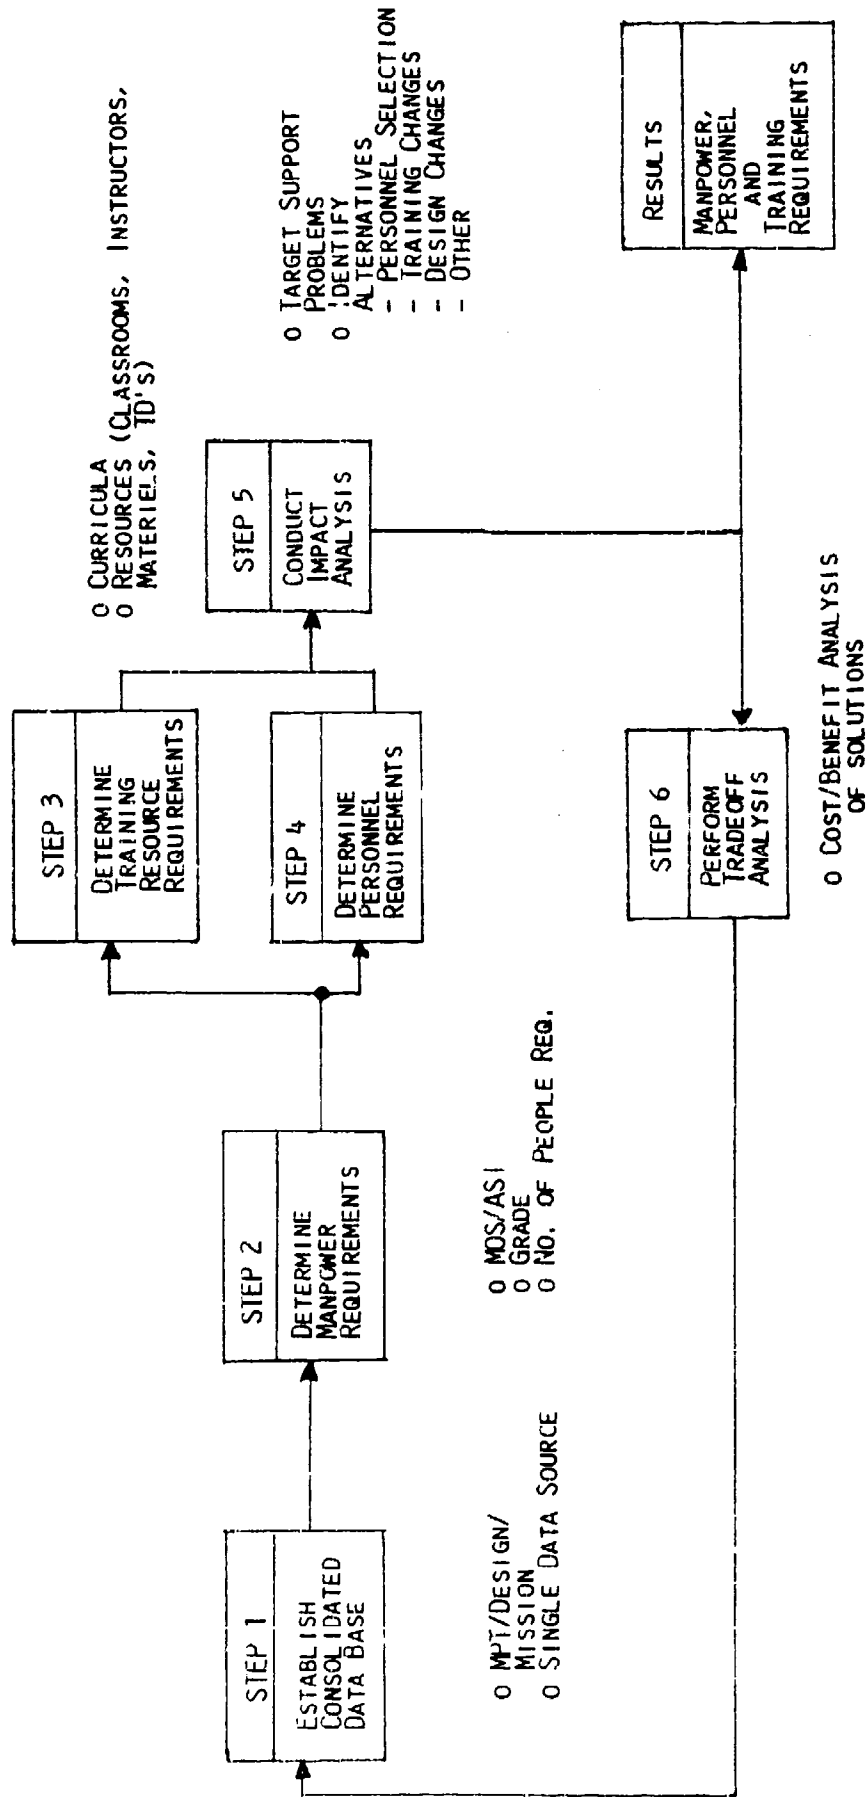 STEP 1
ESTABLISH
CONSOLIDATED
DATA BASE
O MPT/DESIGN/
MISSION
O SINGLE DATA SOURCE
STEP 2
DETERMINE
MANPOWER
REQUIREMENTS
O MOS/ASI
O GRADE
O NO. OF PEOPLE REQ.
STEP 3
DETERMINE
TRAINING
RESOURCE
REQUIREMENTS
O CURRICULA
O RESOURCES (CLASSROOMS, INSTRUCTORS,
MATERIELS, TD'S)
STEP 4
DETERMINE
PERSONNEL
REQUIREMENTS
STEP 5
CONDUCT
IMPACT
ANALYSIS
O TARGET SUPPORT
PROBLEMS
O IDENTIFY
ALTERNATIVES
- PERSONNEL SELECTION
- TRAINING CHANGES
- DESIGN CHANGES
- OTHER
STEP 6
PERFORM
TRADEOFF
ANALYSIS
O COST/BENEFIT ANALYSIS
OF SOLUTIONS
RESULTS
MANPOWER,
PERSONNEL
AND
TRAINING
REQUIREMENTS